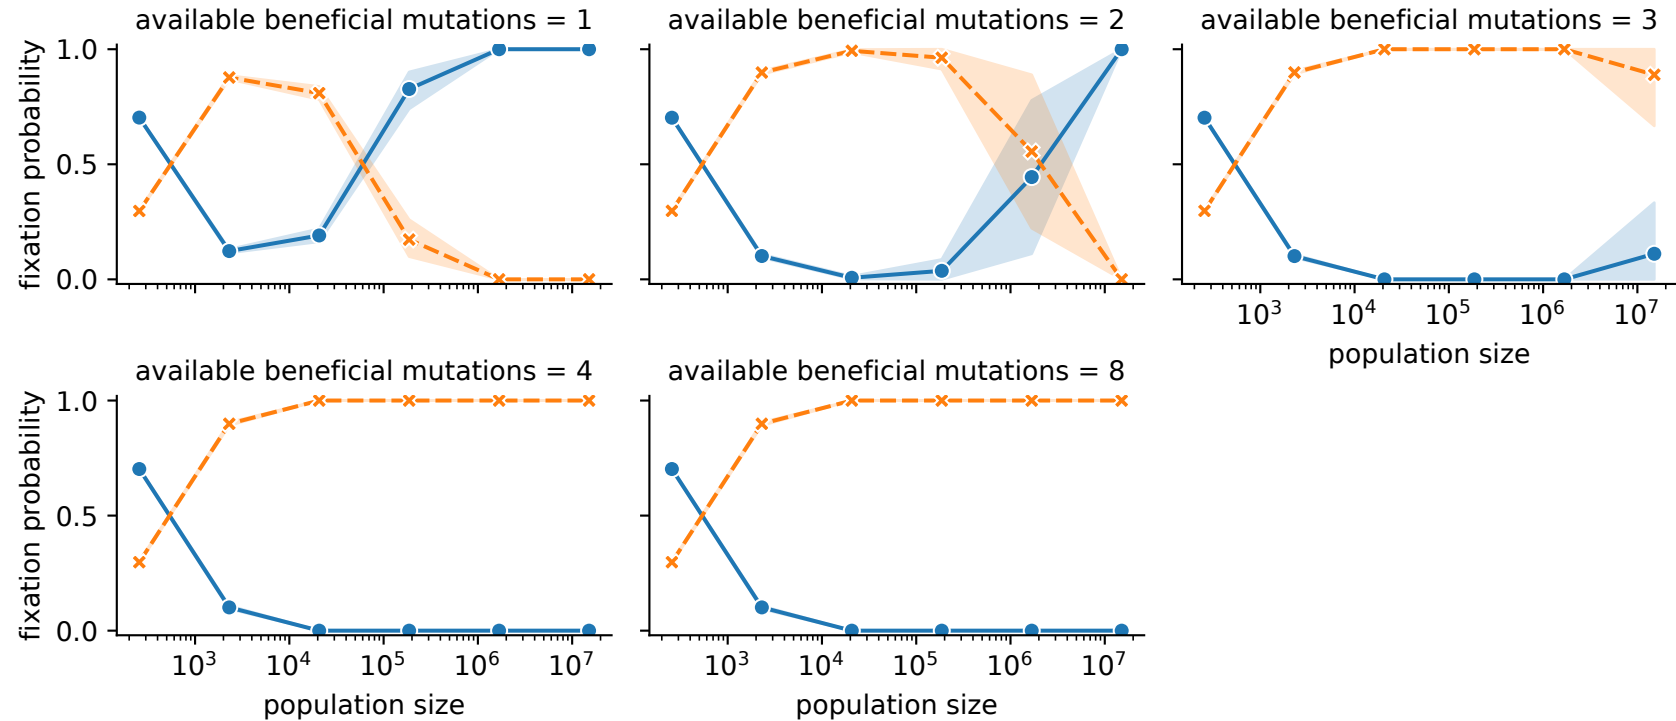 available beneficial mutations = 1
available beneficial mutations = 2
available beneficial mutations = 3
fixation probability
1.0
0.5
0.0
10³ 10⁴ 10⁵ 10⁶ 10⁷
population size
available beneficial mutations = 4
available beneficial mutations = 8
fixation probability
1.0
0.5
0.0
10³ 10⁴ 10⁵ 10⁶ 10⁷
population size
10³ 10⁴ 10⁵ 10⁶ 10⁷
population size